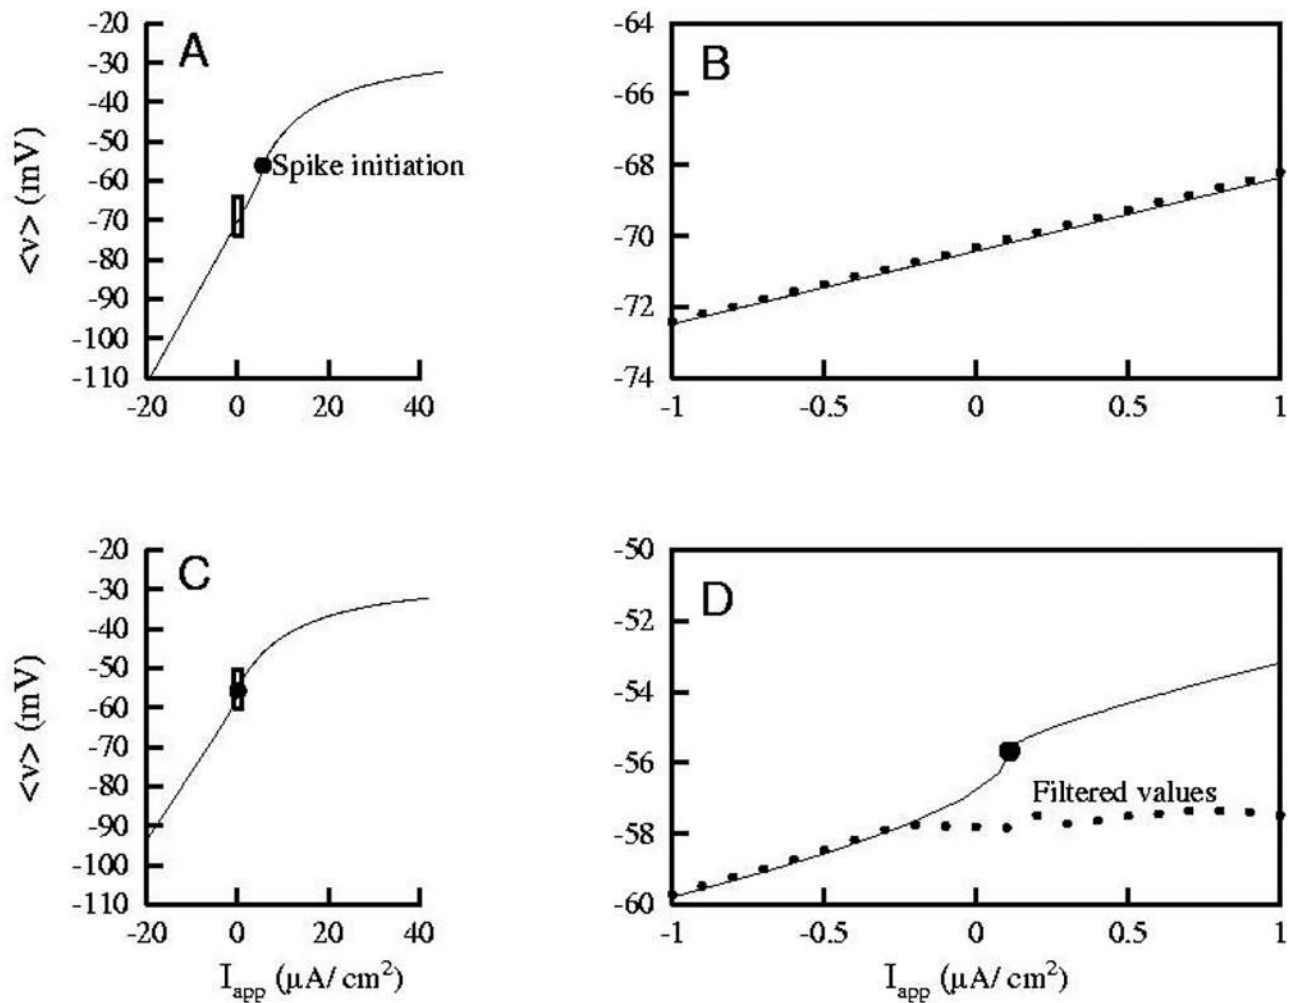 A
<v> (mV)
-20
-30
-40
-50
-60
-70
-80
-90
-100
-110
Spike initiation
-20 0 20 40
B
-64
-66
-68
-70
-72
-74
-1 -0.5 0 0.5 1
C
<v> (mV)
-20
-30
-40
-50
-60
-70
-80
-90
-100
-110
-20 0 20 40
I_app (µA/ cm²)
D
-50
-52
-54
-56
-58
-60
Filtered values
-1 -0.5 0 0.5 1
I_app (µA/ cm²)